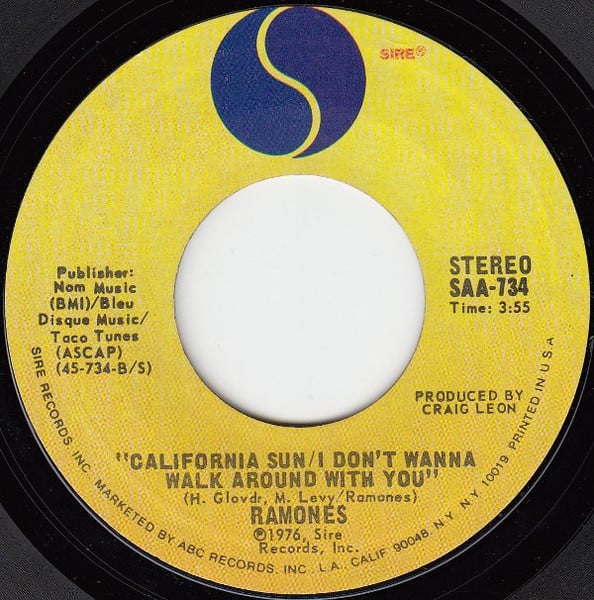 SIRE®
Publisher:
Nom Music
(BMI)/Bleu
Disque Music/
Taco Tunes
(ASCAP)
(45-734-B/S)
STEREO
SAA-734
Time: 3:55
PRODUCED BY
CRAIG LEON
"CALIFORNIA SUN/I DON'T WANNA
WALK AROUND WITH YOU"
(H. Glovdr, M. Levy/Ramones)
RAMONES
℗1976, Sire
Records, Inc.
SIRE RECORDS, INC. MARKETED BY ABC RECORDS, INC., L.A., CALIF. 90048, N.Y., N.Y. 10019 PRINTED IN U.S.A.